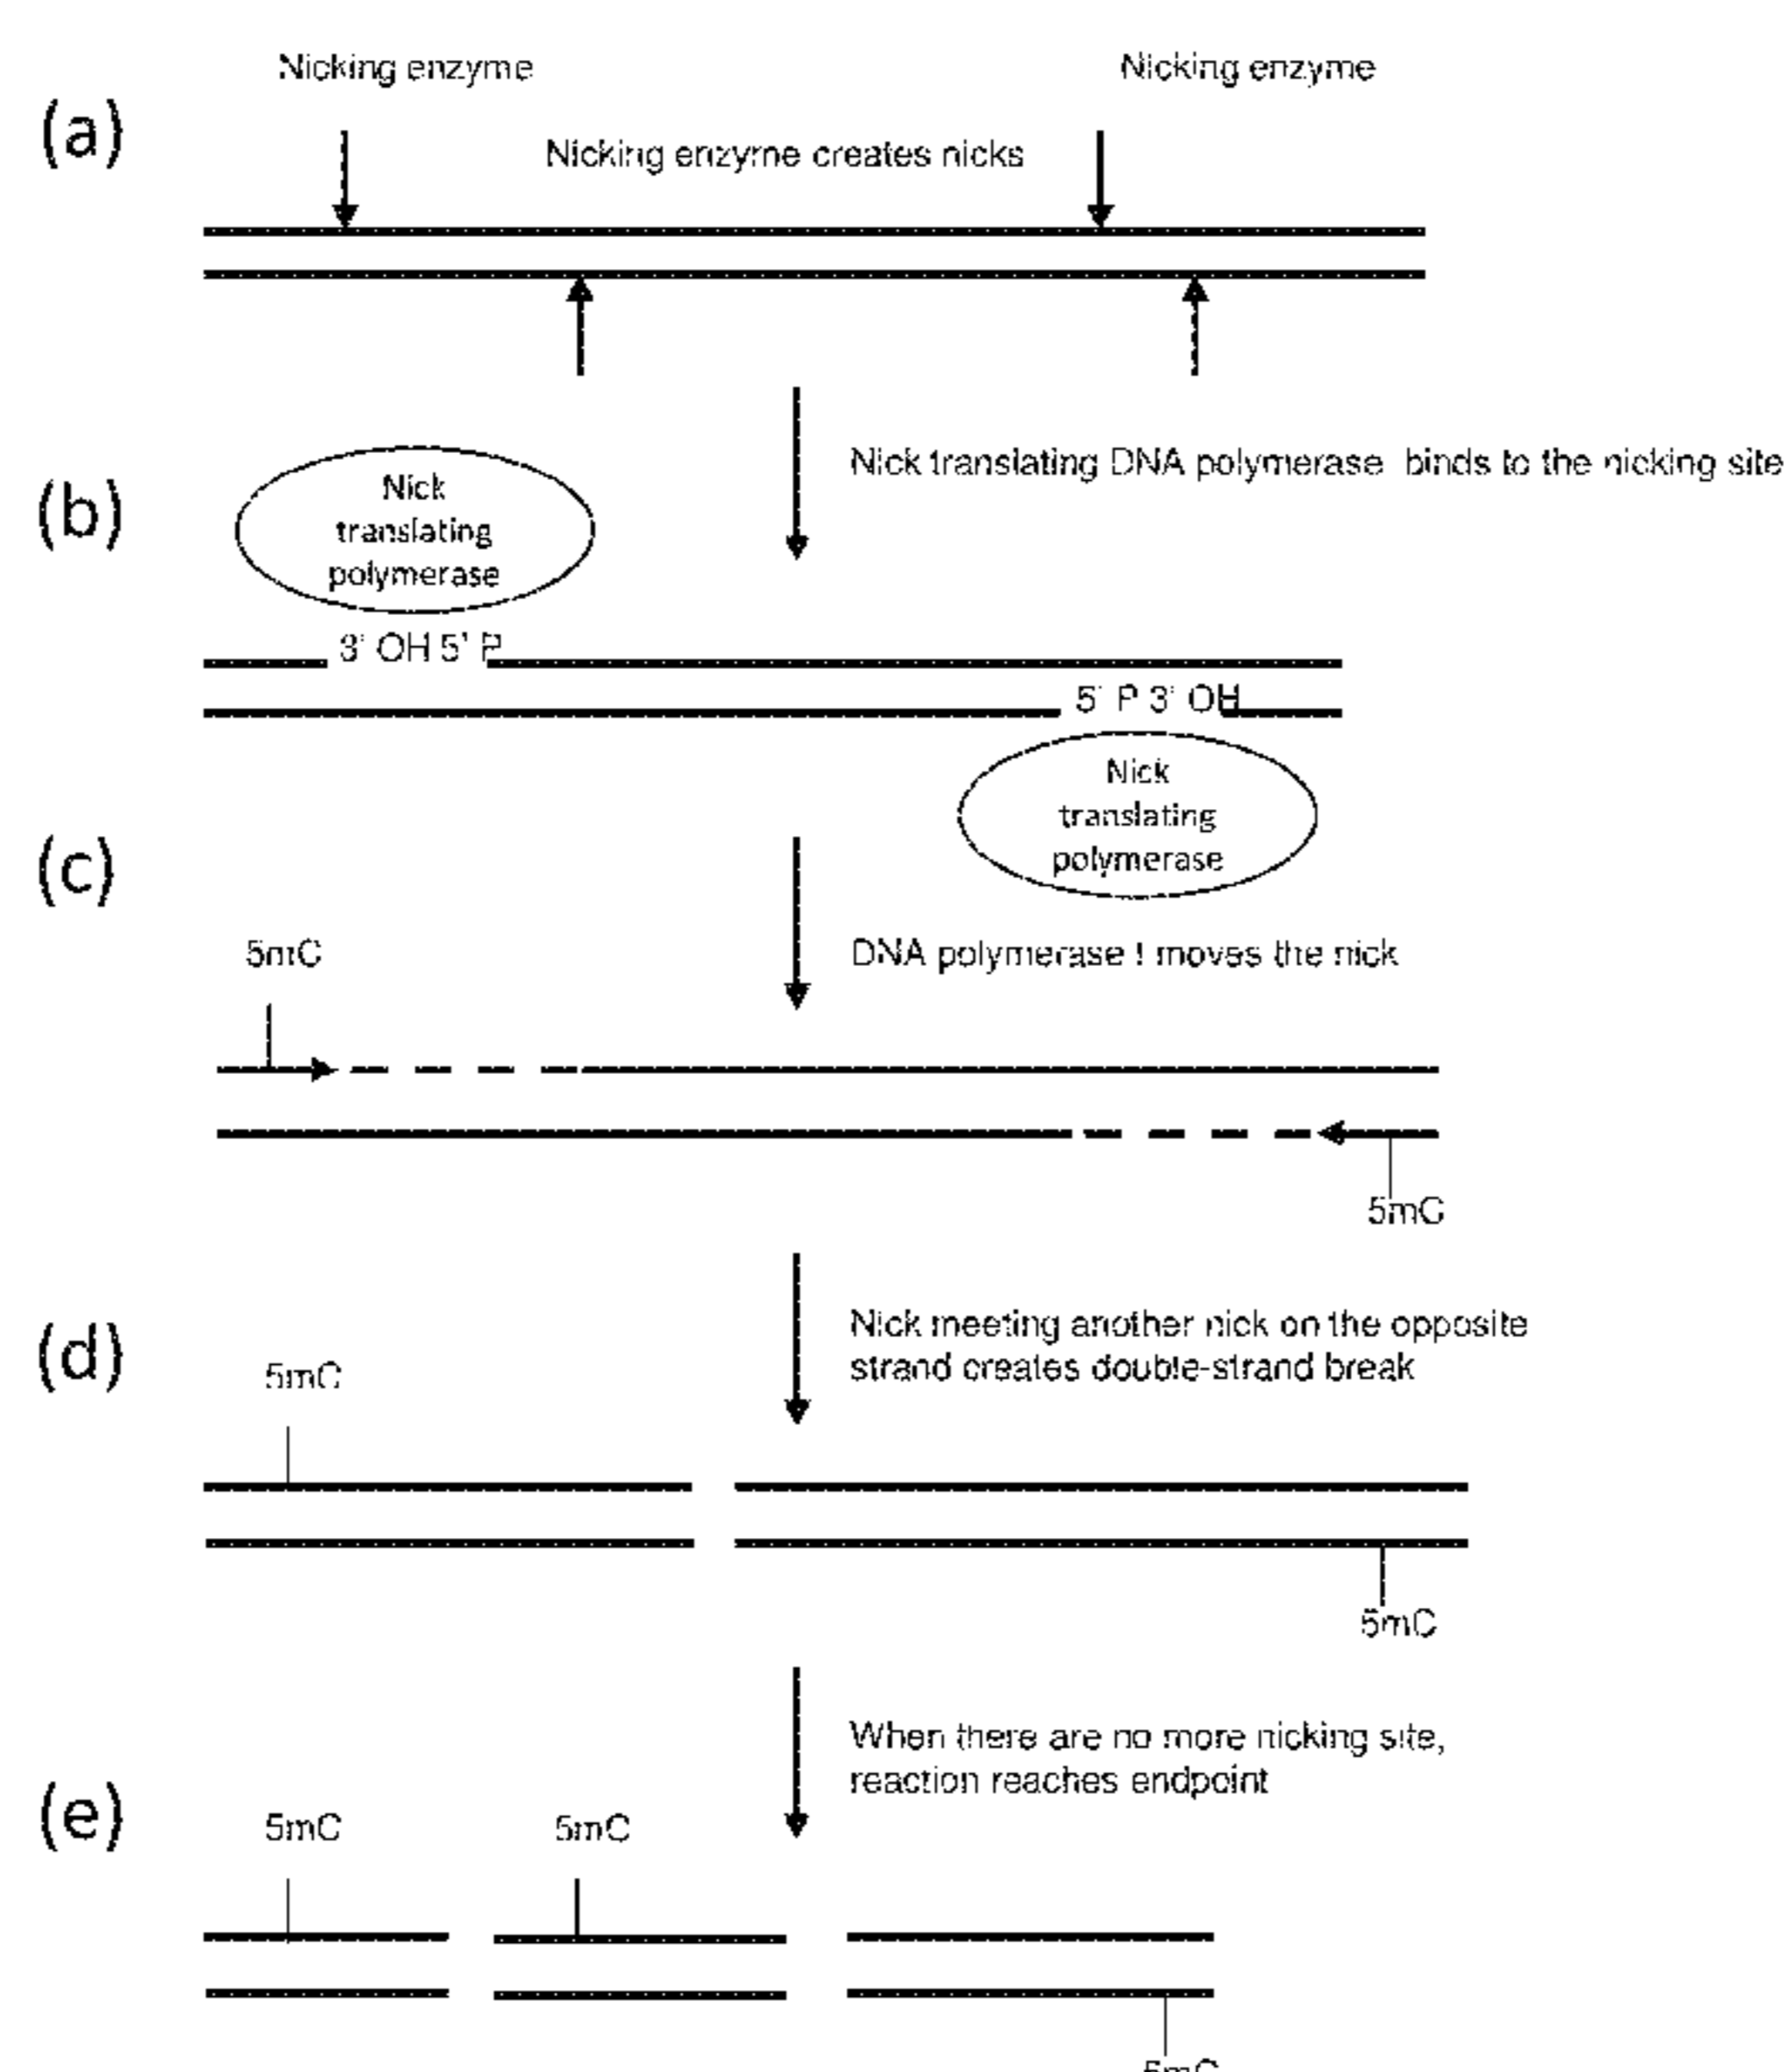 Nicking enzyme
Nicking enzyme
(a)
Nicking enzyme creates nicks
Nick translating DNA polymerase binds to the nicking site
(b)
Nick
translating
polymerase
3' OH 5' P
5' P 3' OH
Nick
translating
polymerase
(c)
5mC
DNA polymerase I moves the nick
5mC
(d)
Nick meeting another nick on the opposite
strand creates double-strand break
5mC
5mC
When there are no more nicking site,
reaction reaches endpoint
(e)
5mC
5mC
5mC